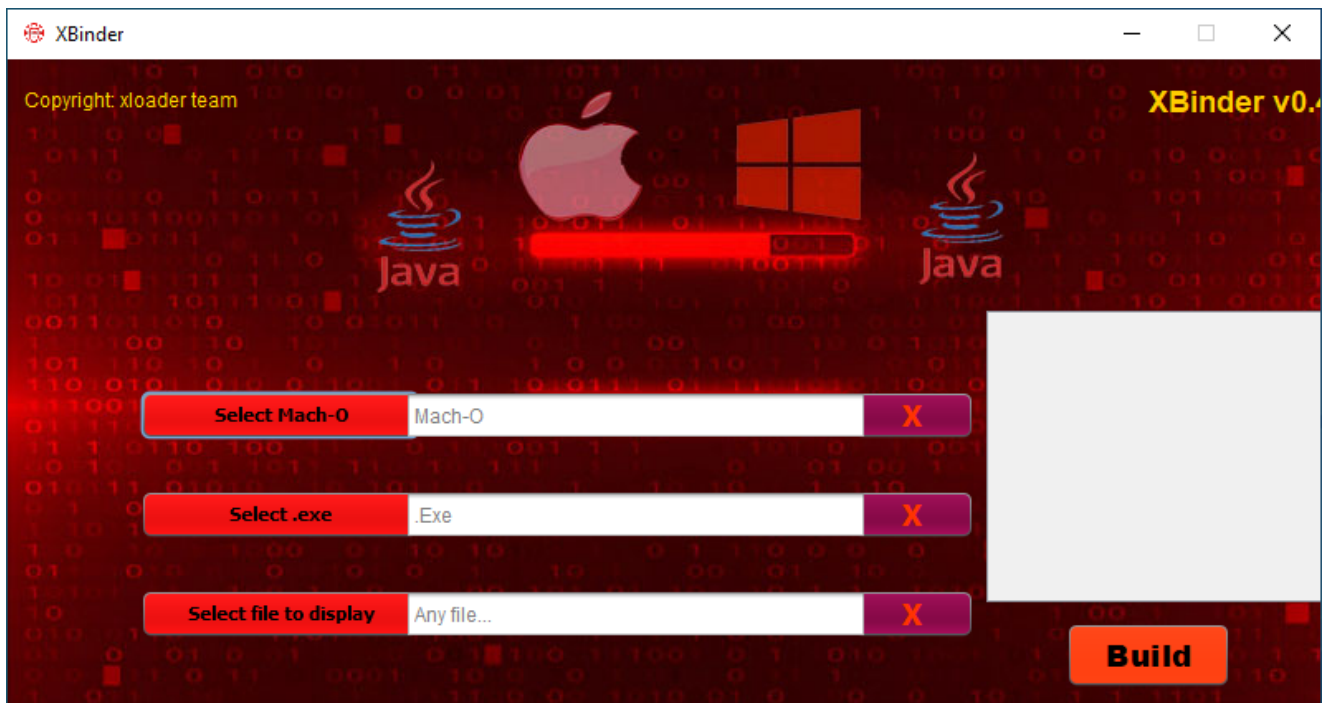 XBinder
Copyright: xloader team
XBinder v0.
Java
Java
Select Mach-O
Mach-O
X
Select .exe
.Exe
X
Select file to display
Any file...
X
Build